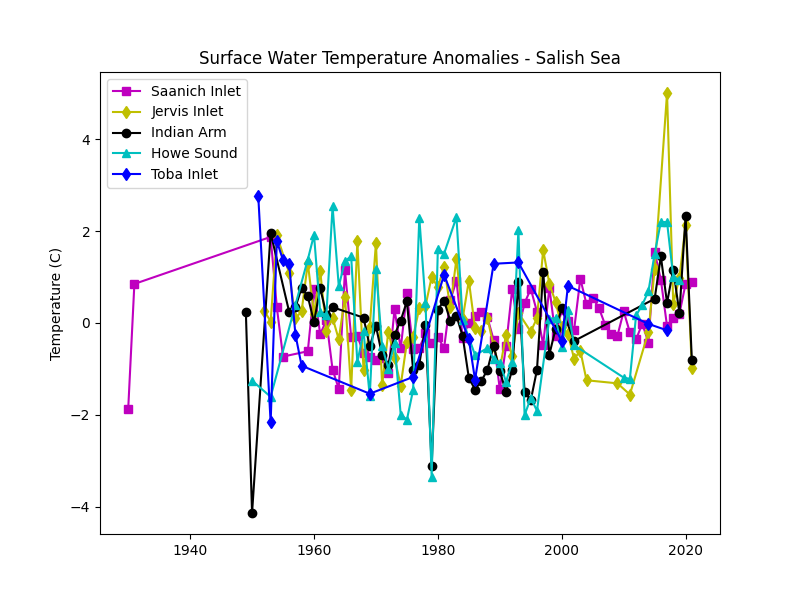 Surface Water Temperature Anomalies - Salish Sea
Saanich Inlet
Jervis Inlet
Indian Arm
Howe Sound
Toba Inlet
Temperature (C)
4
2
0
−2
−4
1940
1960
1980
2000
2020